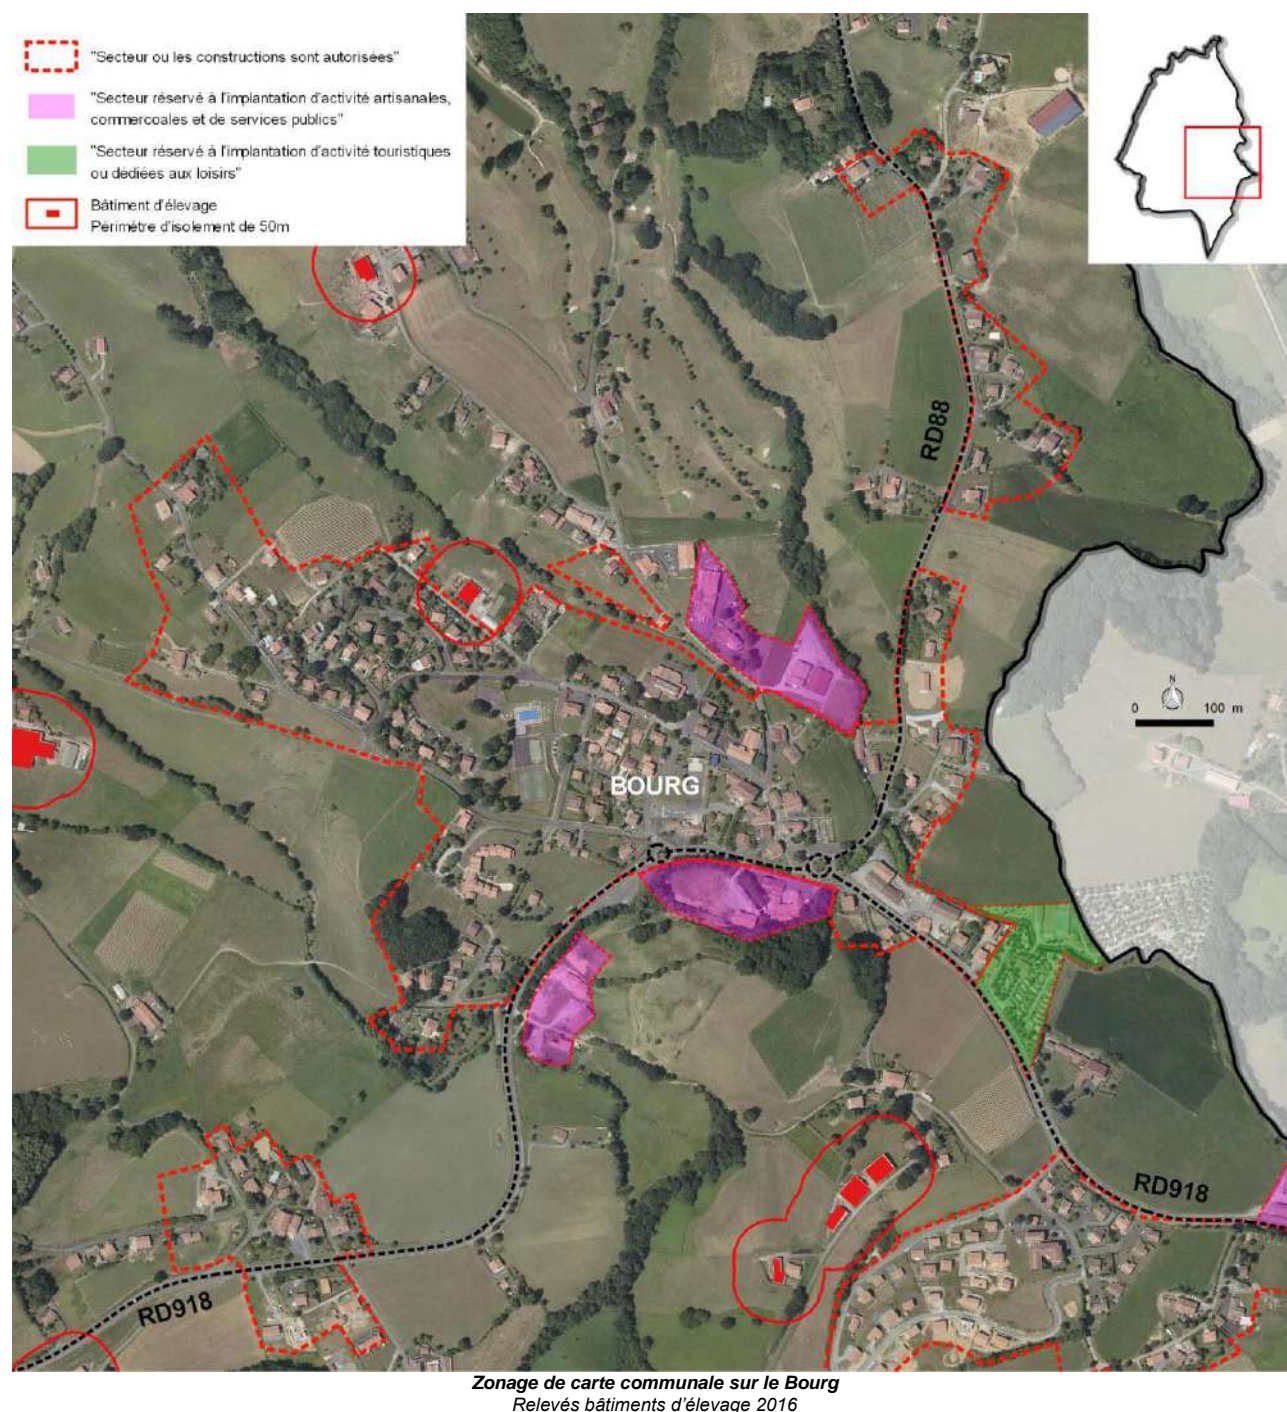 "Secteur ou les constructions sont autorisées"
"Secteur réservé à l'implantation d'activité artisanales,
commercoales et de services publics"
"Secteur réservé à l'implantation d'activité touristiques
ou dédiées aux loisirs"
Bâtiment d'élevage
Périmètre d'isolement de 50m
RD88
N
0 100 m
BOURG
RD918
RD918
Zonage de carte communale sur le Bourg
Relevés bâtiments d'élevage 2016